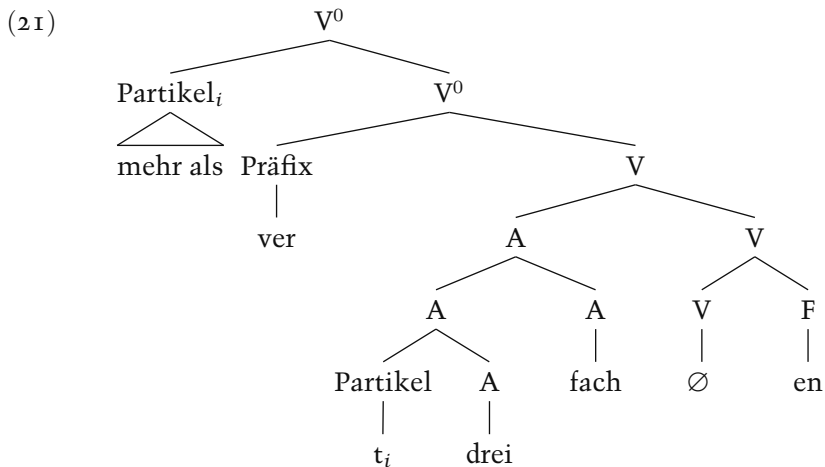 (21) V⁰
Partikelᵢ V⁰
mehr als Präfix V
ver A V
A A V F
Partikel A fach ∅ en
tᵢ drei